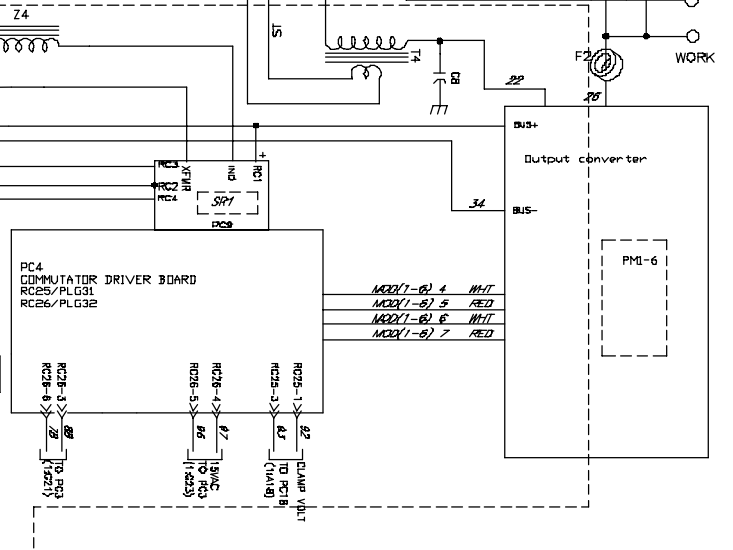 Z4
ST
T4
C8
F2
WORK
22
26
BUS+
Output converter
34
BUS-
PM1-6
RC3
RC2
RC4
XFMR
IND
RC1
+
SR1
PC9
PC4
COMMUTATOR DRIVER BOARD
RC25/PLG31
RC26/PLG32
MOD(1-6) 4 WHT
MOD(1-6) 5 RED
MOD(1-6) 6 WHT
MOD(1-6) 7 RED
RC26-6
RC26-3
RC26-5
RC26-4
RC25-3
RC25-1
TO PC3
15VAC
TO PC3
CLAMP VOLT
TO PC18